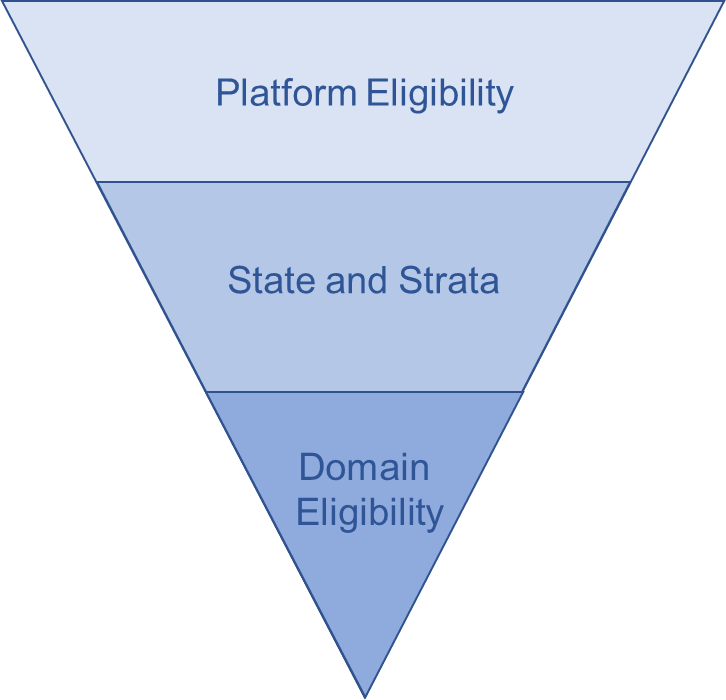 Platform Eligibility
State and Strata
Domain
Eligibility